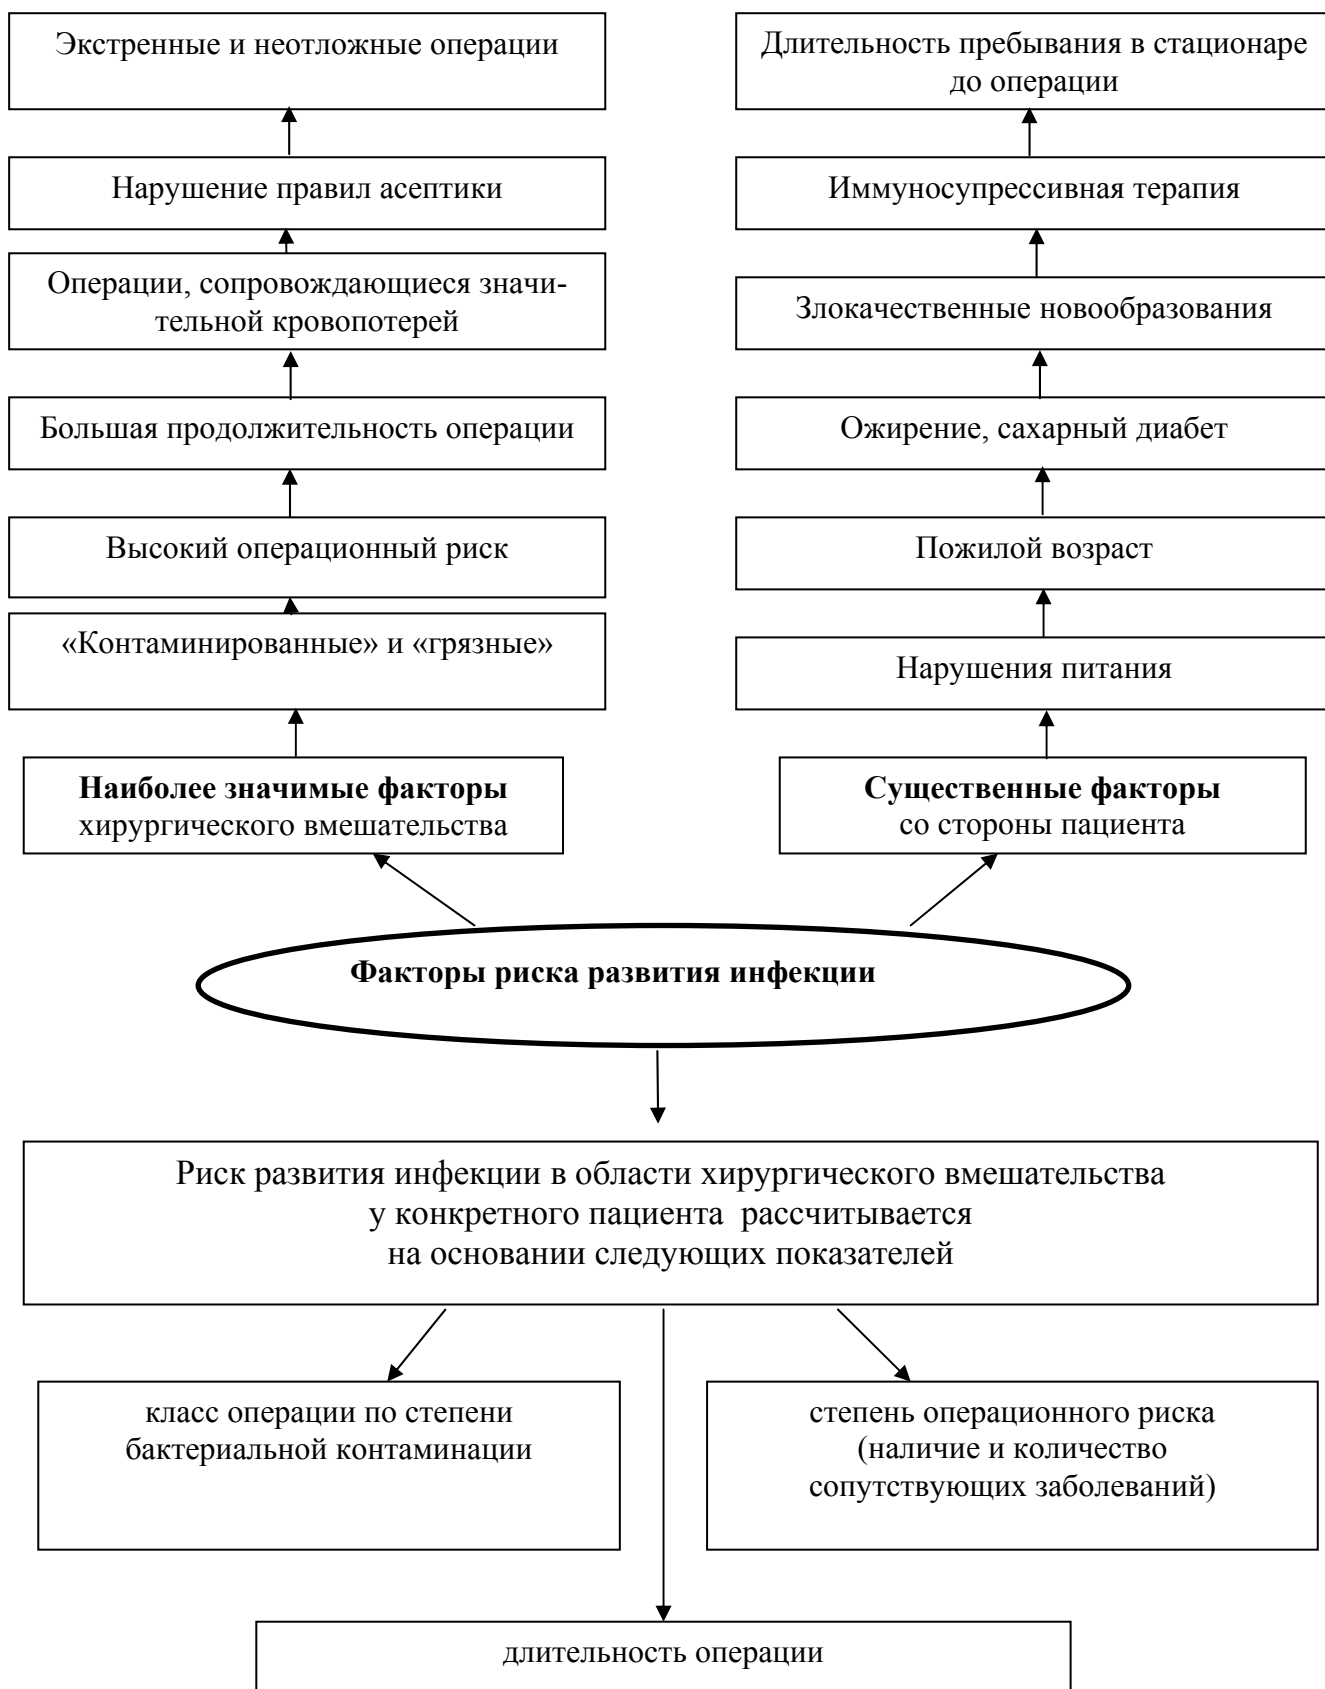 Экстренные и неотложные операции
Длительность пребывания в стационаре
до операции
Нарушение правил асептики
Иммуносупрессивная терапия
Операции, сопровождающиеся значи-
тельной кровопотерей
Злокачественные новообразования
Большая продолжительность операции
Ожирение, сахарный диабет
Высокий операционный риск
Пожилой возраст
«Контаминированные» и «грязные»
Нарушения питания
Наиболее значимые факторы
хирургического вмешательства
Существенные факторы
со стороны пациента
Факторы риска развития инфекции
Риск развития инфекции в области хирургического вмешательства
у конкретного пациента рассчитывается
на основании следующих показателей
класс операции по степени
бактериальной контаминации
степень операционного риска
(наличие и количество
сопутствующих заболеваний)
длительность операции